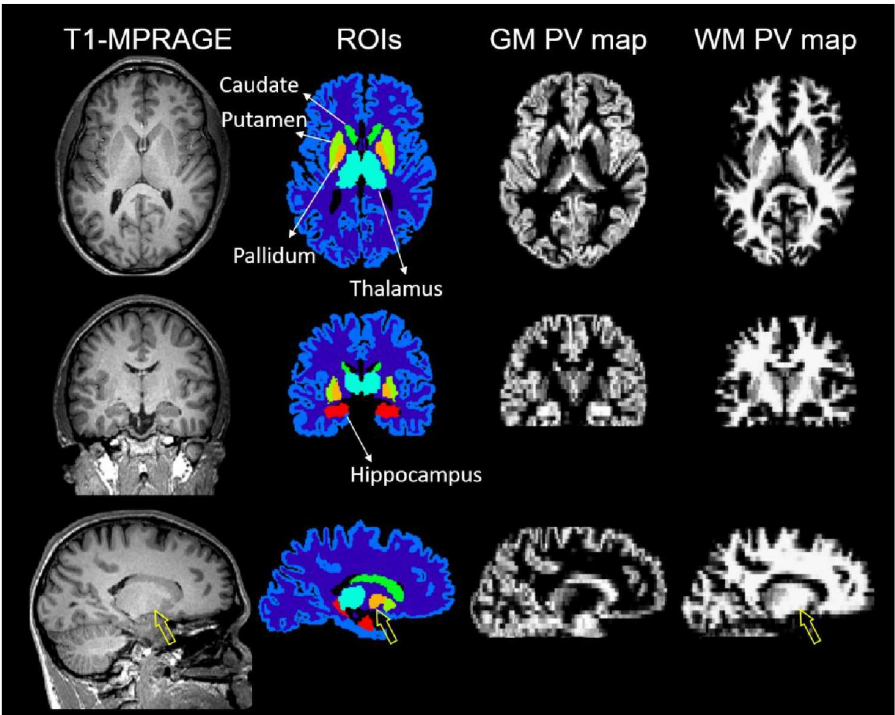 T1-MPRAGE
ROIs
GM PV map
WM PV map
Caudate
Putamen
Pallidum
Thalamus
Hippocampus